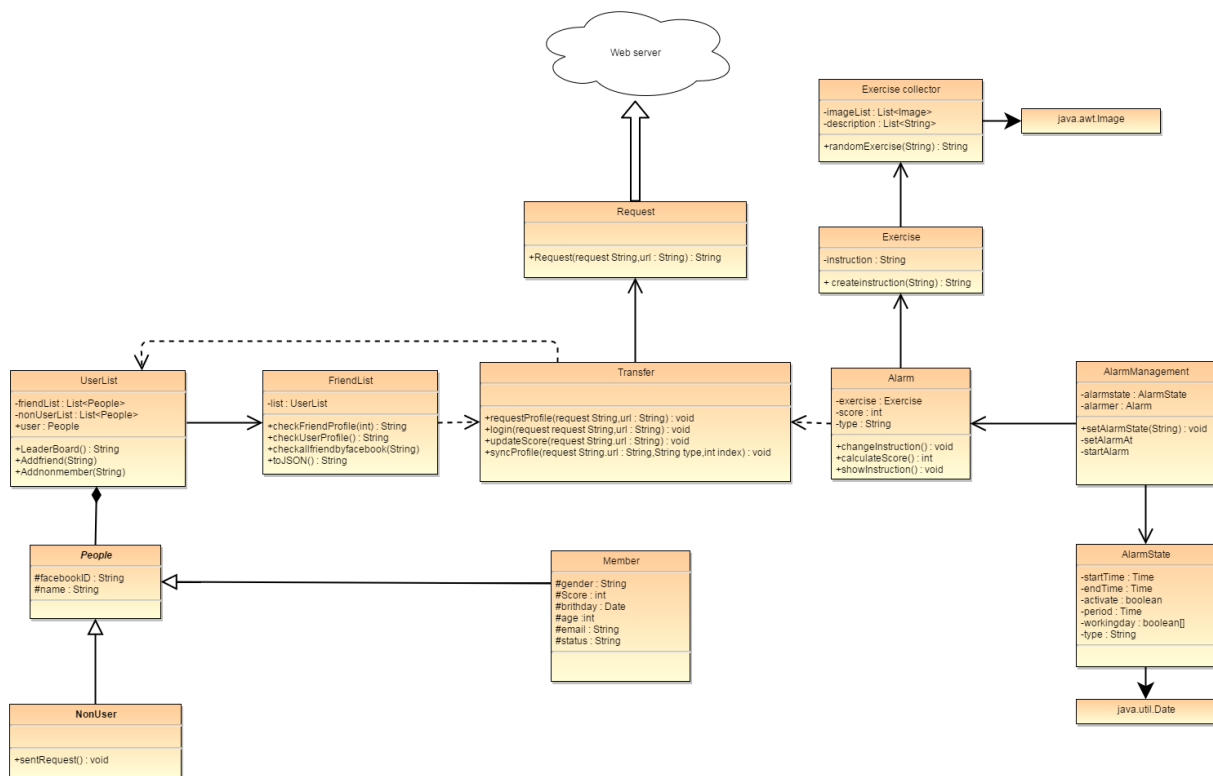 Web server
Exercise collector
-imageList : List<Image>
-description : List<String>
+randomExercise(String) : String
java.awt.Image
Request
+Request(request String,url : String) : String
Exercise
-instruction : String
+ createinstruction(String) : String
UserList
-friendList : List<People>
-nonUserList : List<People>
+user : People
+LeaderBoard() : String
+Addfriend(String)
+Addnonmember(String)
FriendList
-list : UserList
+checkFriendProfile(int) : String
+checkUserProfile() : String
+checkallfriendbyfacebook(String)
+toJSON() : String
Transfer
+requestProfile(request String,url : String) : void
+login(request request String,url : String) : void
+updateScore(request String.url : String) : void
+syncProfile(request String.url : String,String type,int index) : void
Alarm
-exercise : Exercise
-score : int
-type : String
+changeInstruction() : void
+calculateScore() : int
+showInstruction() : void
AlarmManagement
-alarmstate : AlarmState
-alarmer : Alarm
+setAlarmState(String) : void
-setAlarmAt
-startAlarm
People
#facebookID : String
#name : String
Member
#gender : String
#Score : int
#brithday : Date
#age :int
#email : String
#status : String
AlarmState
-startTime : Time
-endTime : Time
-activate : boolean
-period : Time
-workingday : boolean[]
-type : String
NonUser
+sentRequest() : void
java.util.Date